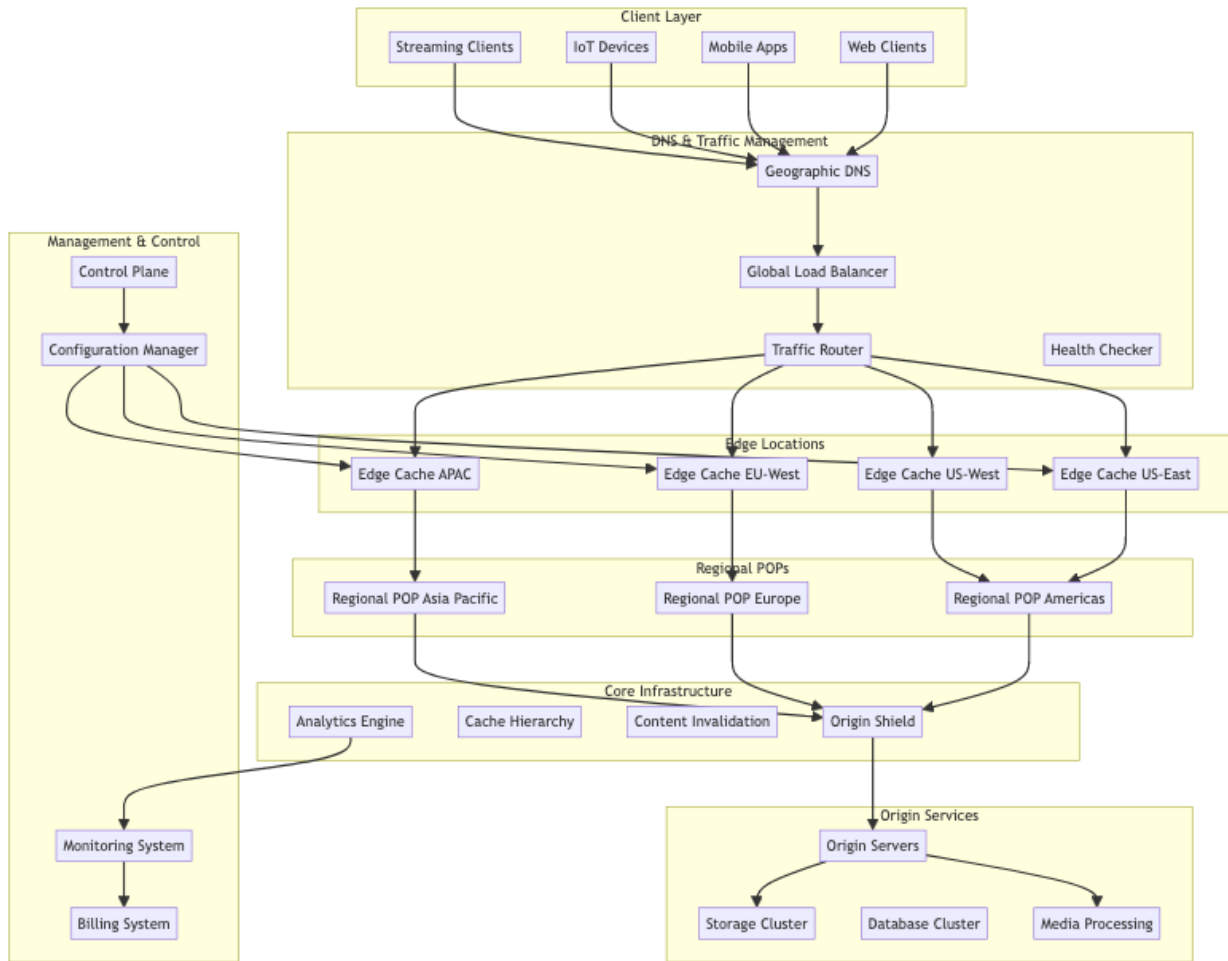 Client Layer
Streaming Clients
IoT Devices
Mobile Apps
Web Clients
DNS & Traffic Management
Geographic DNS
Management & Control
Control Plane
Global Load Balancer
Configuration Manager
Traffic Router
Health Checker
Edge Locations
Edge Cache APAC
Edge Cache EU-West
Edge Cache US-West
Edge Cache US-East
Regional POPs
Regional POP Asia Pacific
Regional POP Europe
Regional POP Americas
Core Infrastructure
Analytics Engine
Cache Hierarchy
Content Invalidation
Origin Shield
Origin Services
Monitoring System
Origin Servers
Billing System
Storage Cluster
Database Cluster
Media Processing